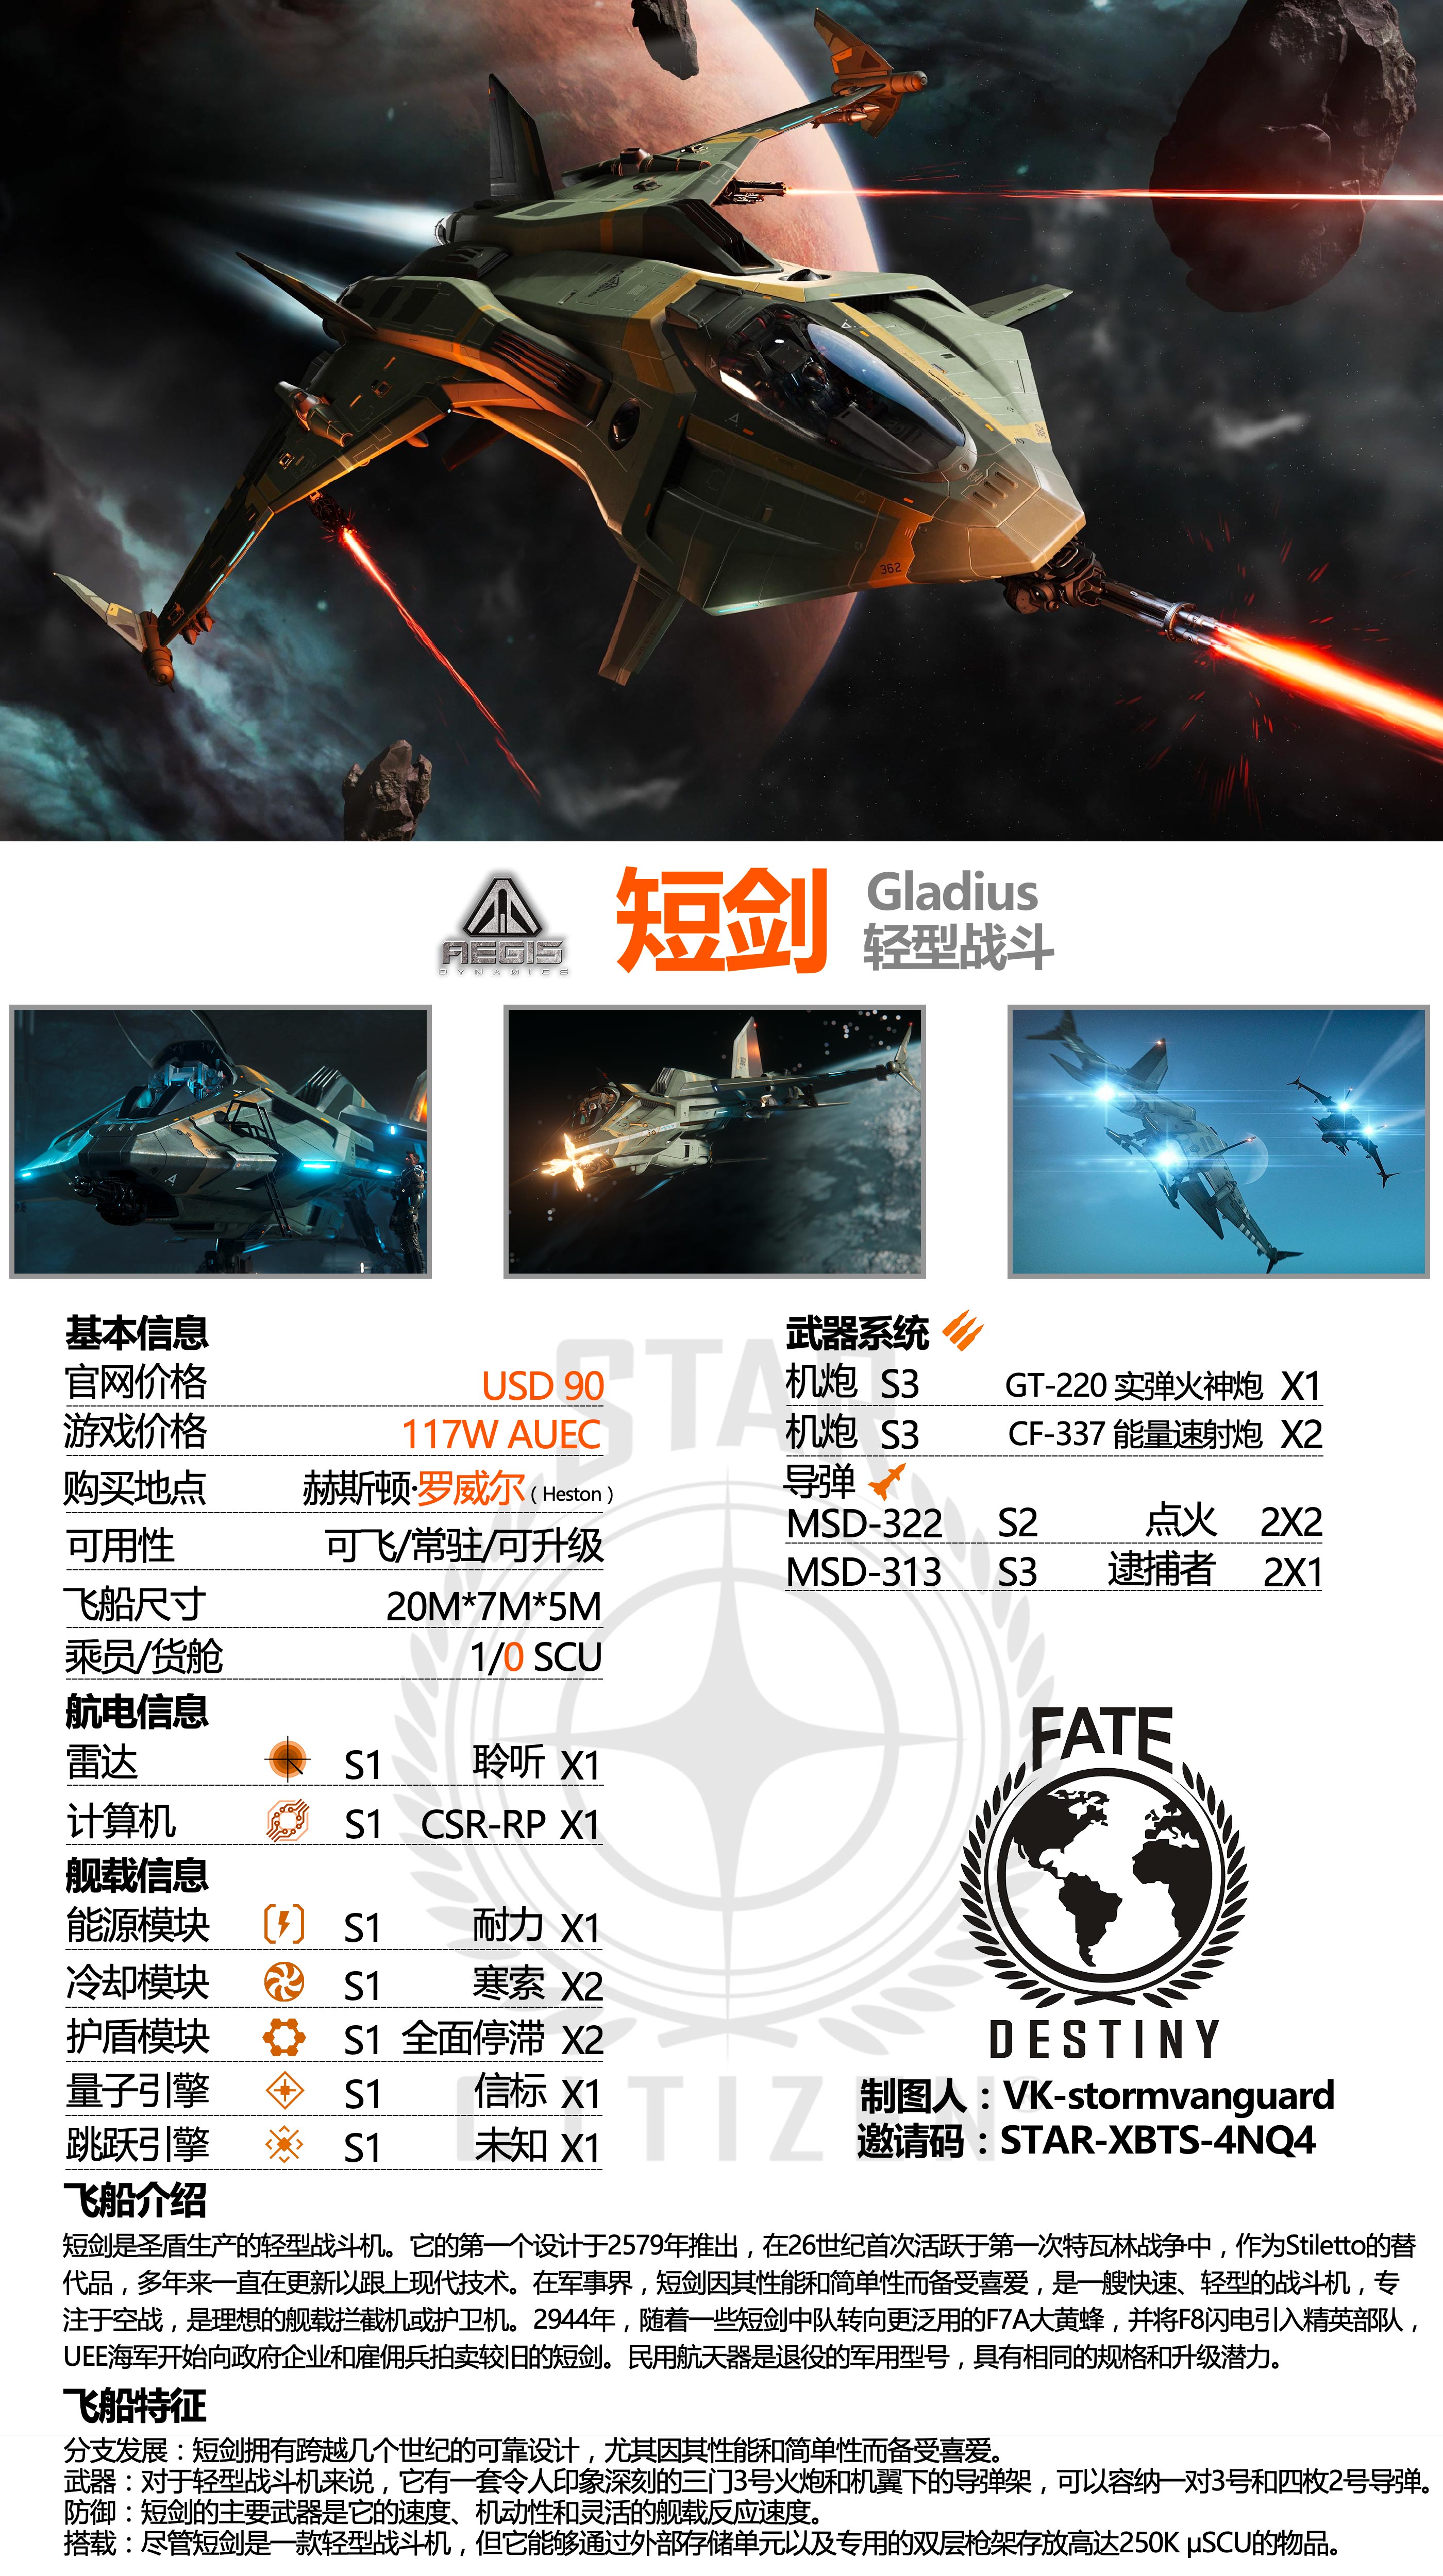 362
AEGIS
DYNAMICS
短剑
Gladius
轻型战斗
基本信息
官网价格 USD 90
游戏价格 117W AUEC
购买地点 赫斯顿·罗威尔（Heston）
可用性 可飞/常驻/可升级
飞船尺寸 20M*7M*5M
乘员/货舱 1/0 SCU
航电信息
雷达 S1 聆听 X1
计算机 S1 CSR-RP X1
舰载信息
能源模块 S1 耐力 X1
冷却模块 S1 寒索 X2
护盾模块 S1 全面停滞 X2
量子引擎 S1 信标 X1
跳跃引擎 S1 未知 X1
武器系统
机炮 S3 GT-220 实弹火神炮 X1
机炮 S3 CF-337 能量速射炮 X2
导弹
MSD-322 S2 点火 2X2
MSD-313 S3 逮捕者 2X1
STAR
CITIZEN
FATE
DESTINY
制图人：VK-stormvanguard
邀请码：STAR-XBTS-4NQ4
飞船介绍
短剑是圣盾生产的轻型战斗机。它的第一个设计于2579年推出，在26世纪首次活跃于第一次特瓦林战争中，作为Stiletto的替
代品，多年来一直在更新以跟上现代技术。在军事界，短剑因其性能和简单性而备受喜爱，是一艘快速、轻型的战斗机，专
注于空战，是理想的舰载拦截机或护卫机。2944年，随着一些短剑中队转向更泛用的F7A大黄蜂，并将F8闪电引入精英部队，
UEE海军开始向政府企业和雇佣兵拍卖较旧的短剑。民用航天器是退役的军用型号，具有相同的规格和升级潜力。
飞船特征
分支发展：短剑拥有跨越几个世纪的可靠设计，尤其因其性能和简单性而备受喜爱。
武器：对于轻型战斗机来说，它有一套令人印象深刻的三门3号火炮和机翼下的导弹架，可以容纳一对3号和四枚2号导弹。
防御：短剑的主要武器是它的速度、机动性和灵活的舰载反应速度。
搭载：尽管短剑是一款轻型战斗机，但它能够通过外部存储单元以及专用的双层枪架存放高达250K μSCU的物品。